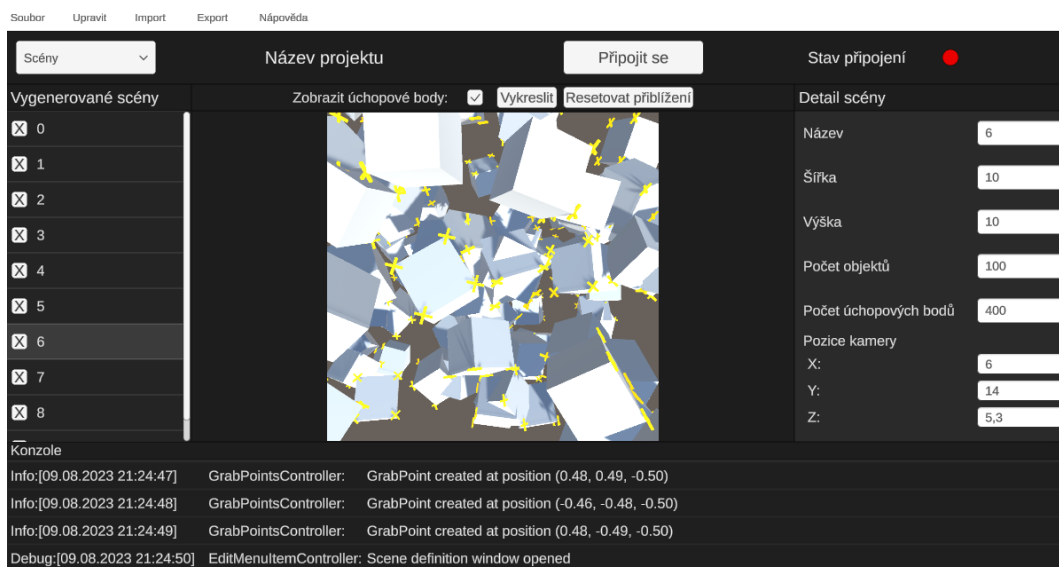 Soubor Upravit Import Export Nápověda
Scény Název projektu Připojit se Stav připojení
Vygenerované scény Zobrazit úchopové body: Vykreslit Resetovat přiblížení Detail scény
X 0
Název 6
X 1
Šířka 10
X 2
Výška 10
X 3
X 4
Počet objektů 100
X 5
Počet úchopových bodů 400
X 6
Pozice kamery
X: 6
X 7
Y: 14
X 8
Z: 5,3
Konzole
Info:[09.08.2023 21:24:47] GrabPointsController: GrabPoint created at position (0.48, 0.49, -0.50)
Info:[09.08.2023 21:24:48] GrabPointsController: GrabPoint created at position (-0.46, -0.48, -0.50)
Info:[09.08.2023 21:24:49] GrabPointsController: GrabPoint created at position (0.48, -0.49, -0.50)
Debug:[09.08.2023 21:24:50] EditMenuItemController: Scene definition window opened